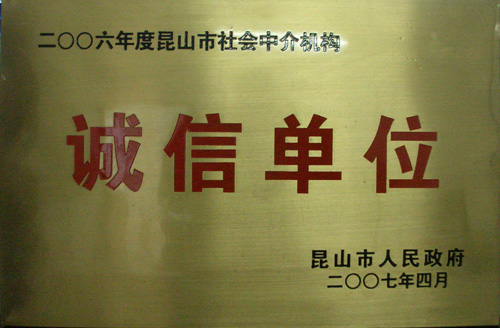 二〇〇六年度昆山市社会中介机构
诚信单位
昆山市人民政府
二〇〇七年四月